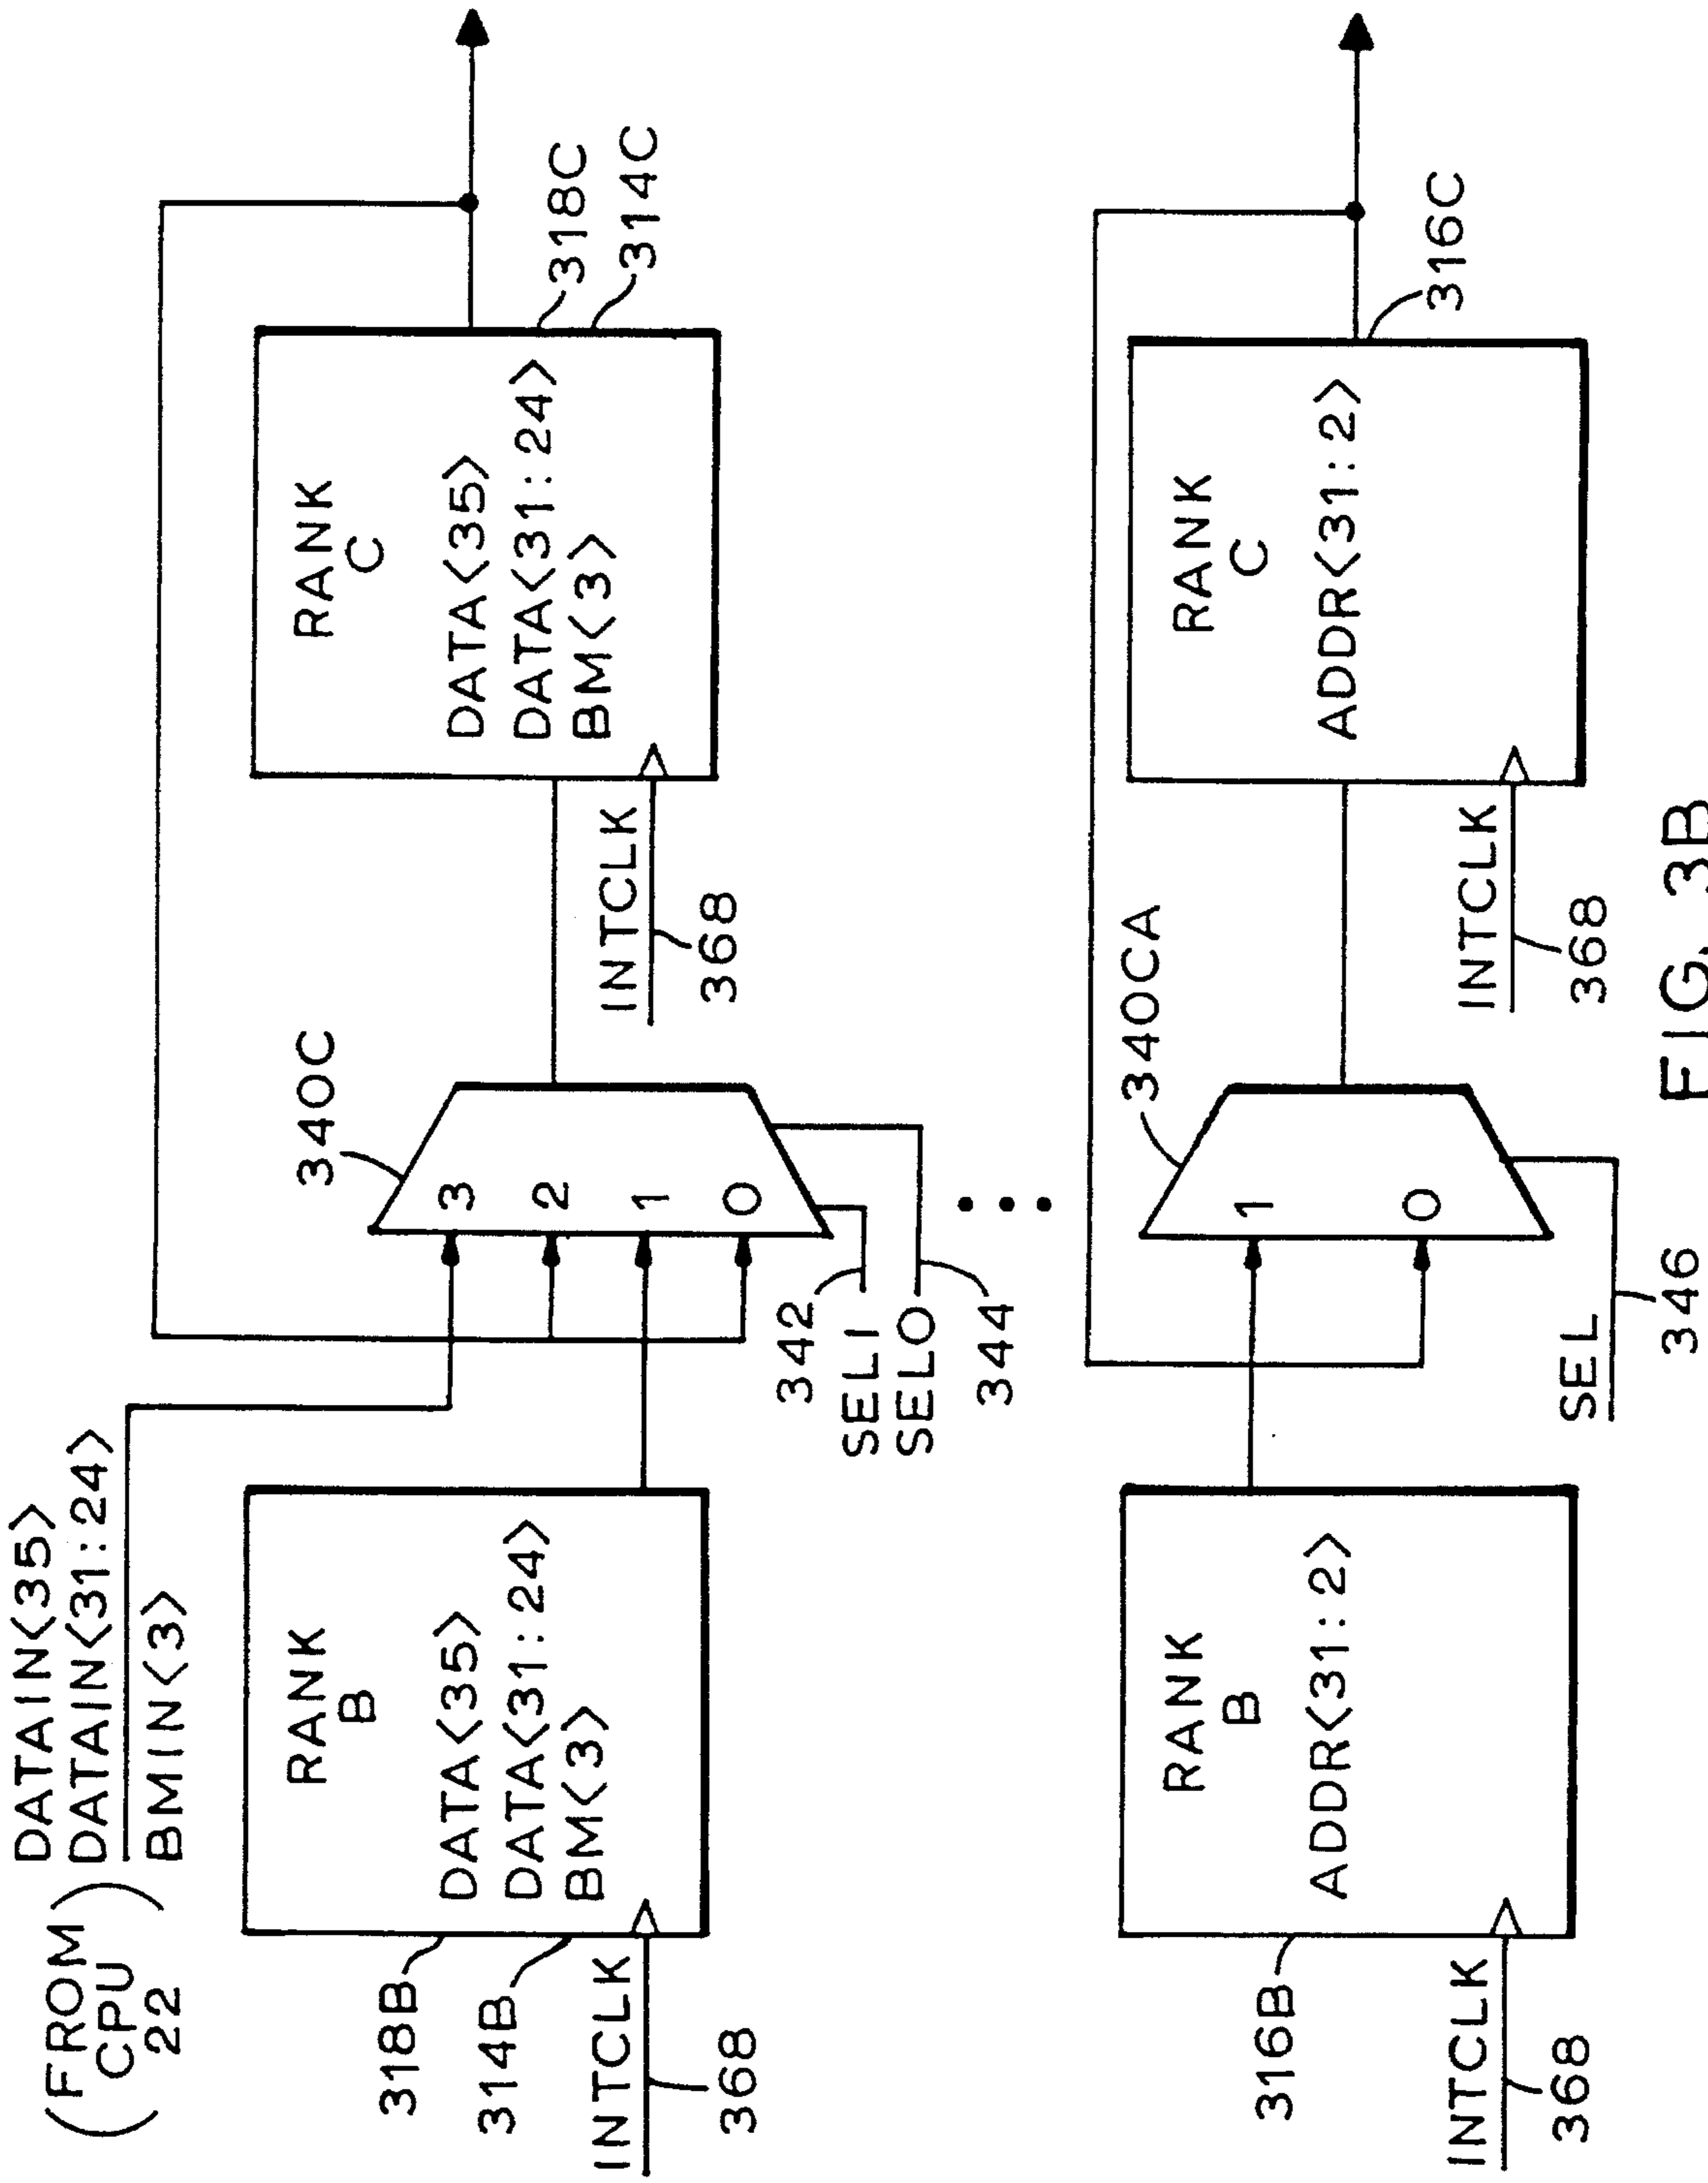 (FROM CPU 22)
DATAIN<35>
DATAIN<31:24>
BMIN<3>
318B
314B
RANK
B
DATA<35>
DATA<31:24>
BM<3>
INTCLK
368
340C
3
2
1
0
342
SEL1
SEL0
344
RANK
C
DATA<35>
DATA<31:24>
BM<3>
INTCLK
368
318C
314C
316B
RANK
B
ADDR<31:2>
INTCLK
368
340CA
1
0
SEL
346
RANK
C
ADDR<31:2>
INTCLK
368
316C
FIG. 3B